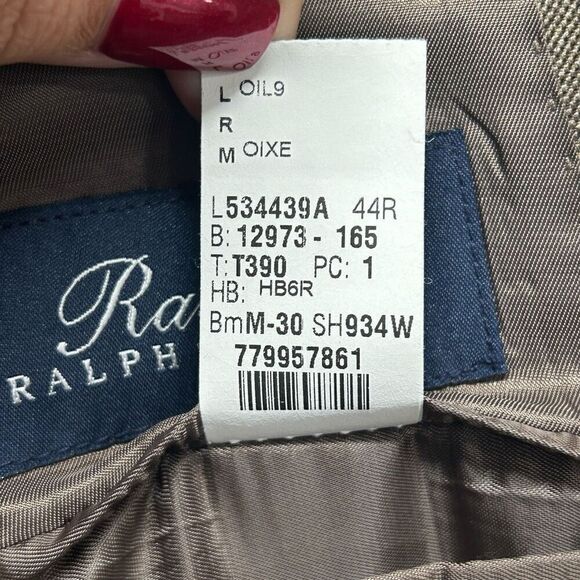 L OIL9
R
M OIXE
L534439A 44R
B: 12973 - 165
T: T390 PC: 1
HB: HB6R
BmM-30 SH934W
779957861
Ra
RALPH